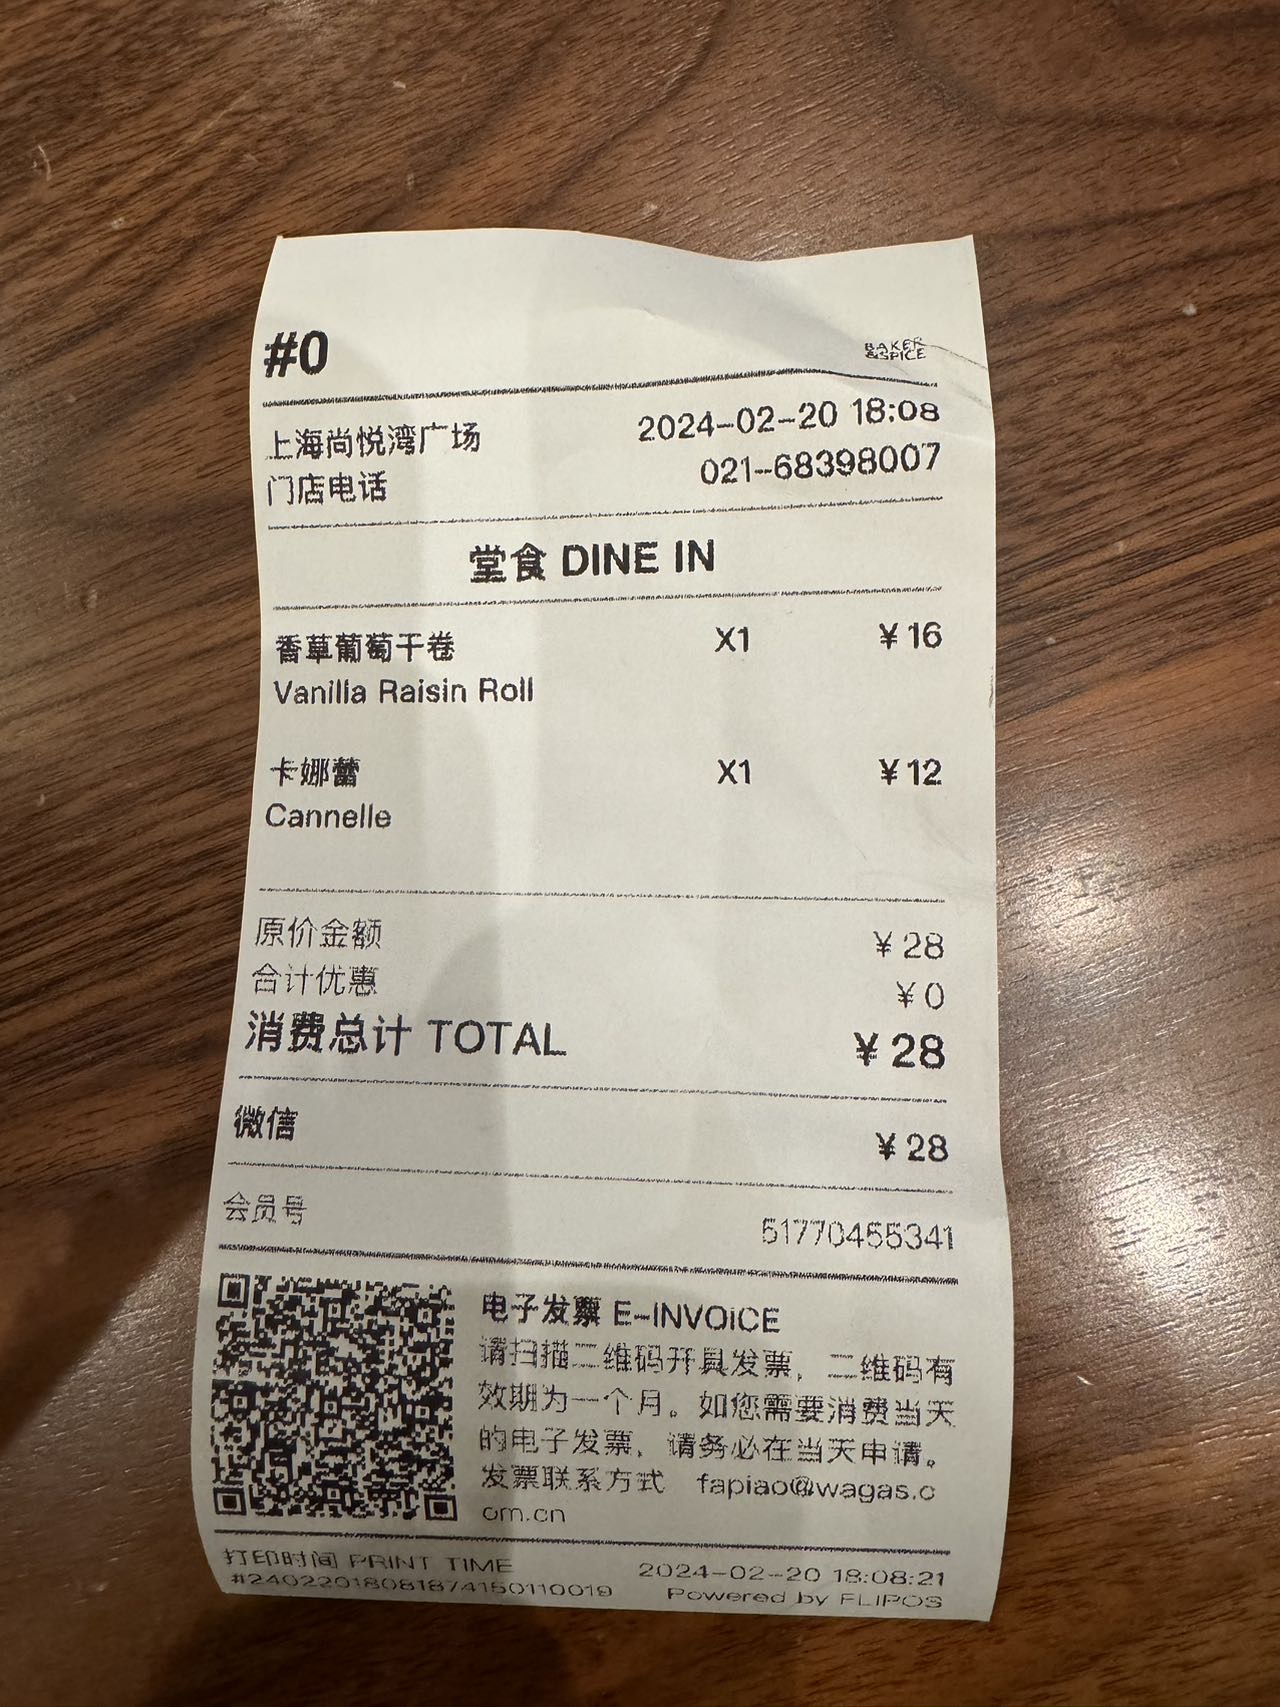 #0
BAKER
&SPICE
上海尚悦湾广场 2024-02-20 18:08
门店电话 021-68398007
堂食 DINE IN
香草葡萄干卷 X1 ¥16
Vanilla Raisin Roll
卡娜蕾 X1 ¥12
Cannelle
原价金额 ¥28
合计优惠 ¥0
消费总计 TOTAL ¥28
微信 ¥28
会员号 51770455341
电子发票 E-INVOICE
请扫描二维码开具发票，二维码有
效期为一个月。如您需要消费当天
的电子发票，请务必在当天申请。
发票联系方式 fapiao@wagas.c
om.cn
打印时间 PRINT TIME 2024-02-20 18:08:21
#24022018081874150110019 Powered by FLIPOS